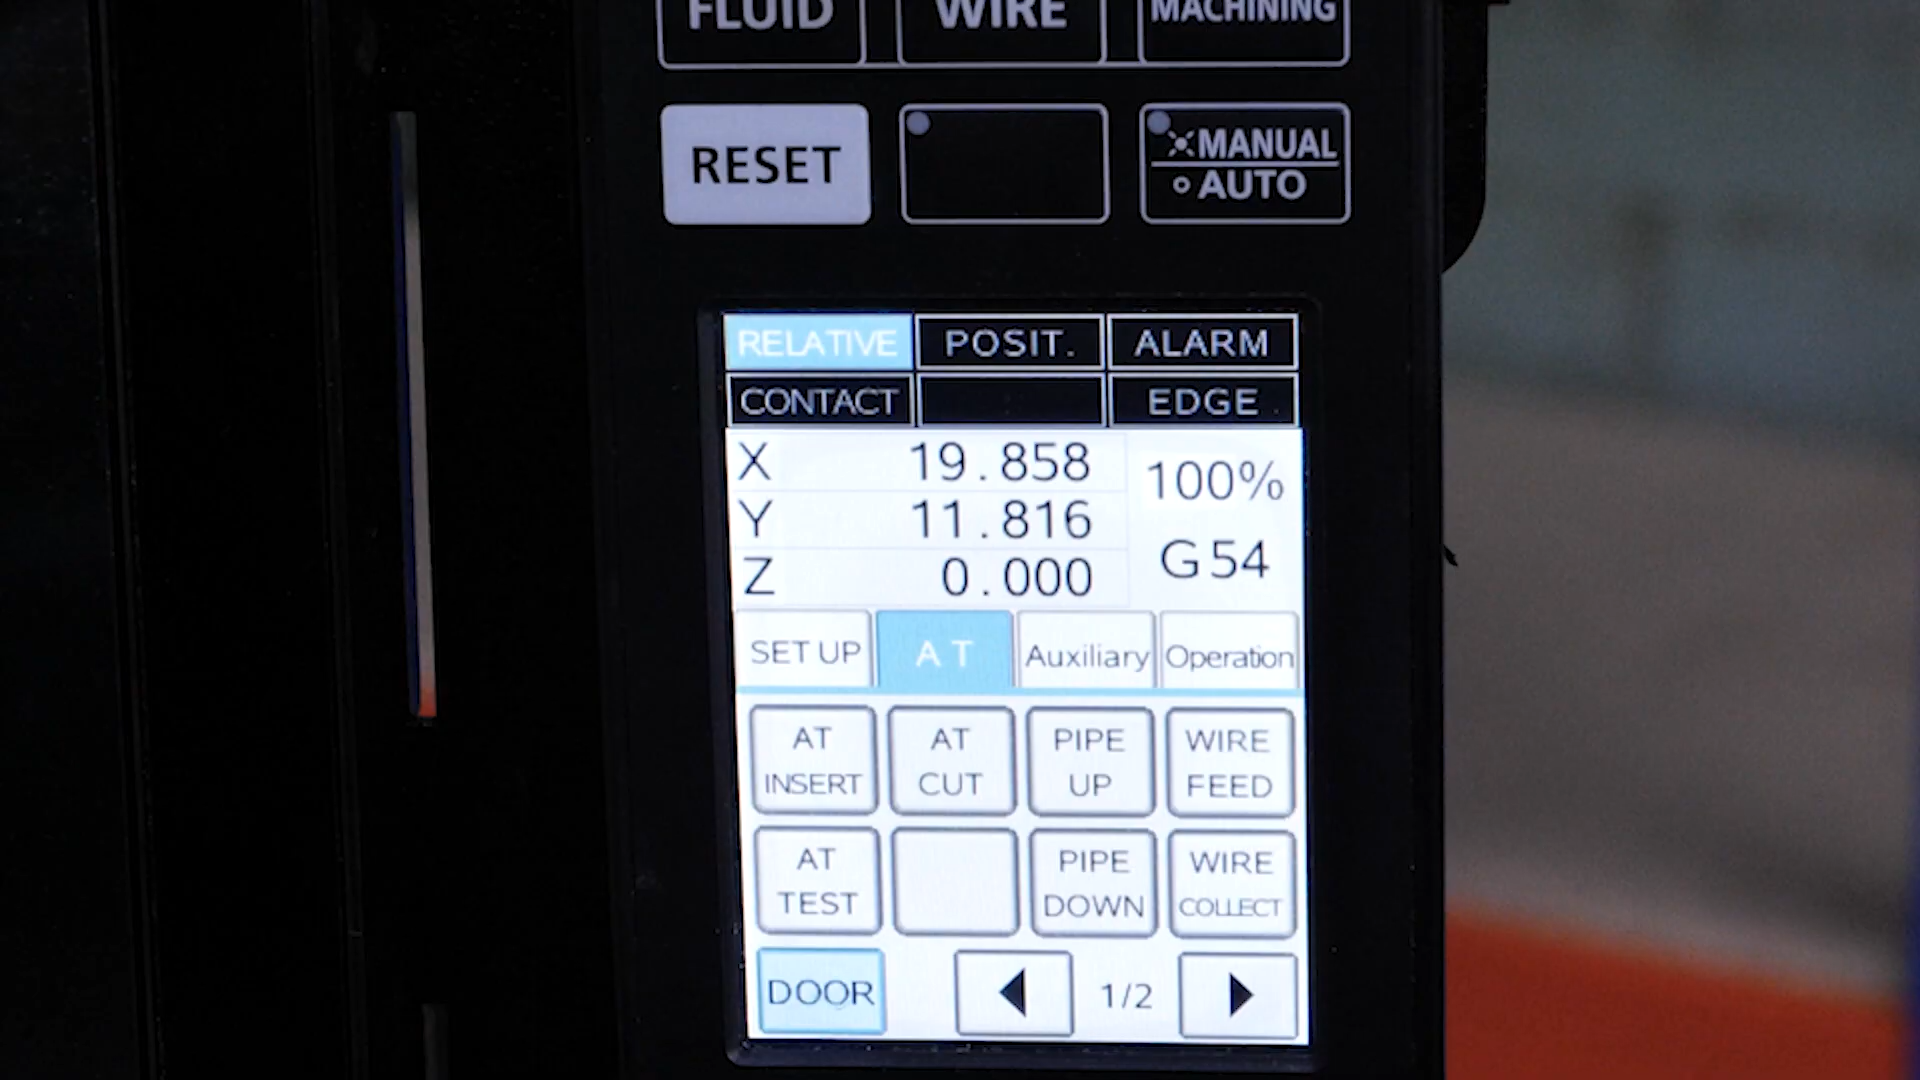 FLUID WIRE MACHINING
RESET
MANUAL
AUTO
RELATIVE POSIT. ALARM
CONTACT EDGE
X 19.858
100%
Y 11.816
G54
Z 0.000
SET UP AT Auxiliary Operation
AT INSERT
AT CUT
PIPE UP
WIRE FEED
AT TEST
PIPE DOWN
WIRE COLLECT
DOOR 1/2